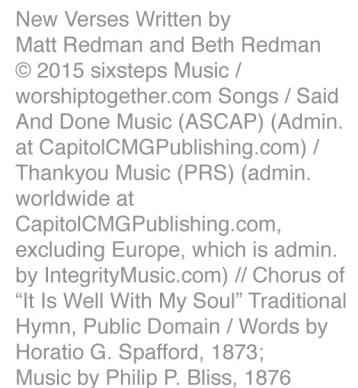 New Verses Written by
Matt Redman and Beth Redman
© 2015 sixsteps Music /
worshiptogether.com Songs / Said
And Done Music (ASCAP) (Admin.
at CapitolCMGPublishing.com) /
Thankyou Music (PRS) (admin.
worldwide at
CapitolCMGPublishing.com,
excluding Europe, which is admin.
by IntegrityMusic.com) // Chorus of
“It Is Well With My Soul” Traditional
Hymn, Public Domain / Words by
Horatio G. Spafford, 1873;
Music by Philip P. Bliss, 1876